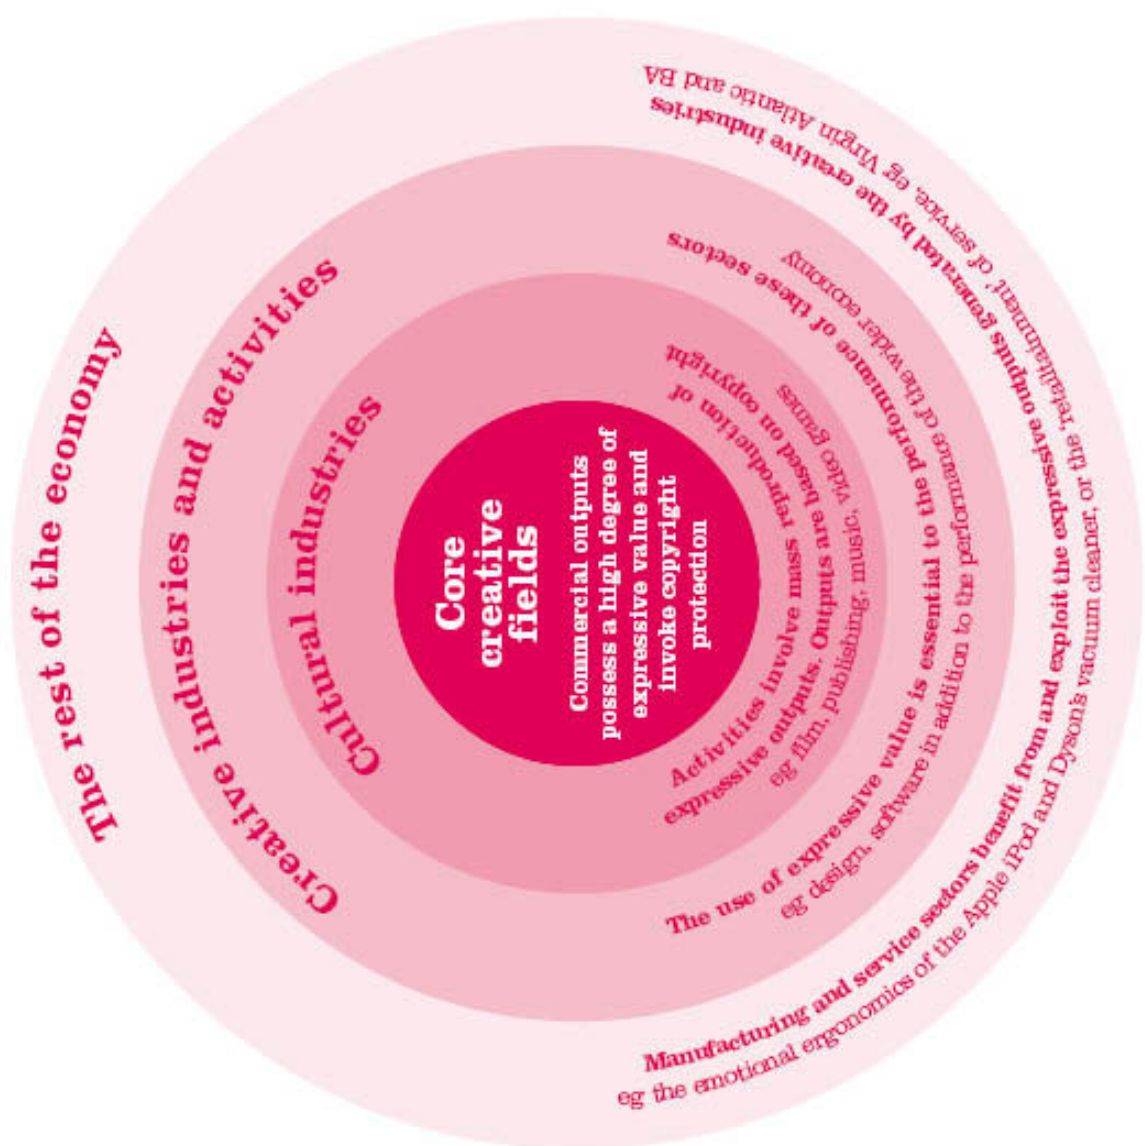 The rest of the economy
Creative industries and activities
Cultural industries
Core
creative
fields
Commercial outputs
possess a high degree of
expressive value and
invoke copyright
protection
Activities involve mass reproduction of
expressive outputs. Outputs are based on copyright
eg film, publishing, music, video games
The use of expressive value is essential to the performance of these sectors
eg design, software in addition to the performance of the wider economy
Manufacturing and service sectors benefit from and exploit the expressive outputs generated by the creative industries
eg the emotional ergonomics of the Apple iPod and Dyson's vacuum cleaner, or the 'retailtainment' of service, eg Virgin Atlantic and BA